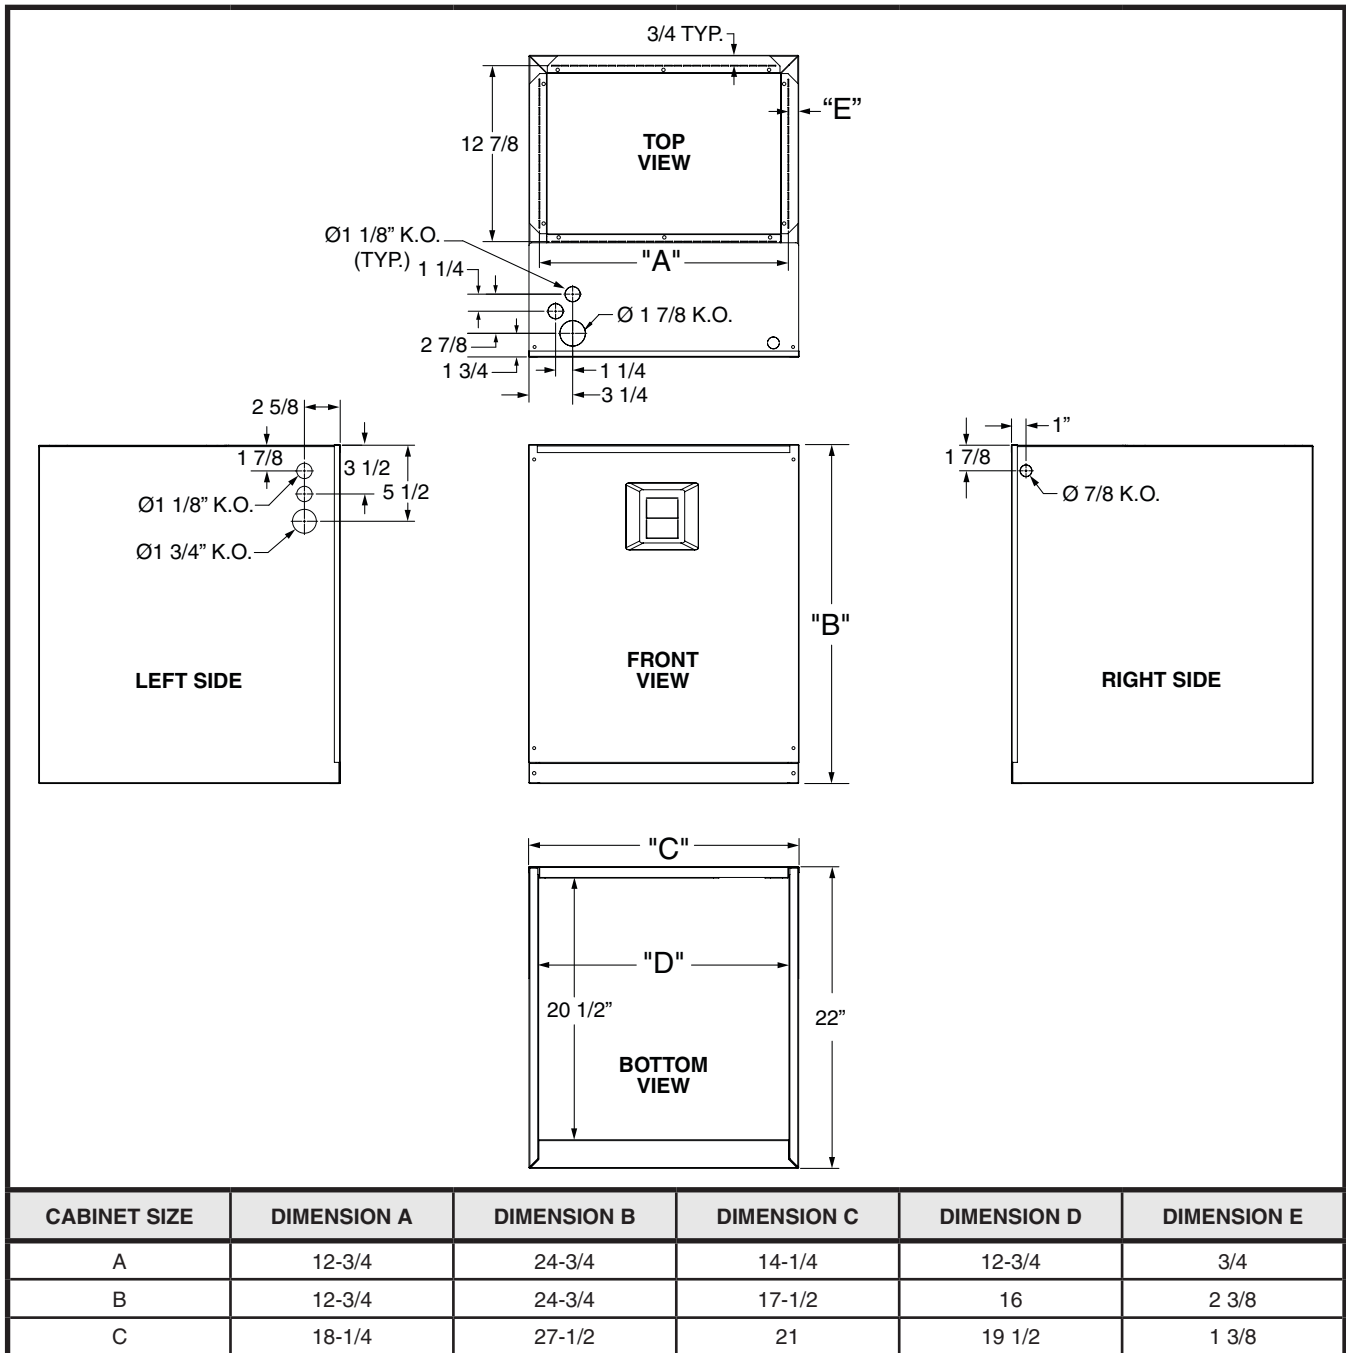 3/4 TYP.
"E"
12 7/8
TOP
VIEW
Ø1 1/8” K.O.
(TYP.)
"A"
1 1/4
Ø 1 7/8 K.O.
2 7/8
1 3/4
1 1/4
3 1/4
2 5/8
1 7/8
3 1/2
5 1/2
Ø1 1/8” K.O.
Ø1 3/4” K.O.
LEFT SIDE
"B"
FRONT
VIEW
1”
1 7/8
Ø 7/8 K.O.
RIGHT SIDE
"C"
"D"
20 1/2”
22”
BOTTOM
VIEW
CABINET SIZE DIMENSION A DIMENSION B DIMENSION C DIMENSION D DIMENSION E
A 12-3/4 24-3/4 14-1/4 12-3/4 3/4
B 12-3/4 24-3/4 17-1/2 16 2 3/8
C 18-1/4 27-1/2 21 19 1/2 1 3/8